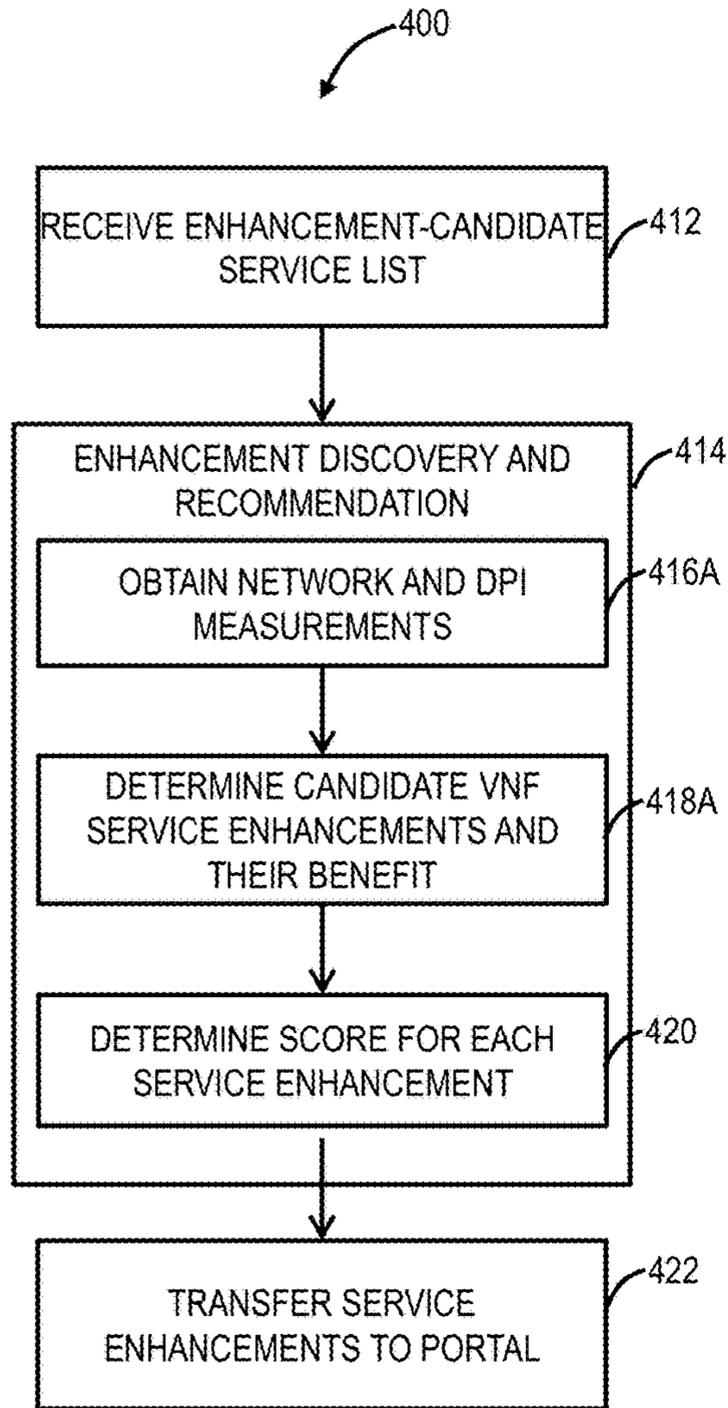 400
RECEIVE ENHANCEMENT-CANDIDATE
SERVICE LIST
412
ENHANCEMENT DISCOVERY AND
RECOMMENDATION
414
OBTAIN NETWORK AND DPI
MEASUREMENTS
416A
DETERMINE CANDIDATE VNF
SERVICE ENHANCEMENTS AND
THEIR BENEFIT
418A
DETERMINE SCORE FOR EACH
SERVICE ENHANCEMENT
420
TRANSFER SERVICE
ENHANCEMENTS TO PORTAL
422